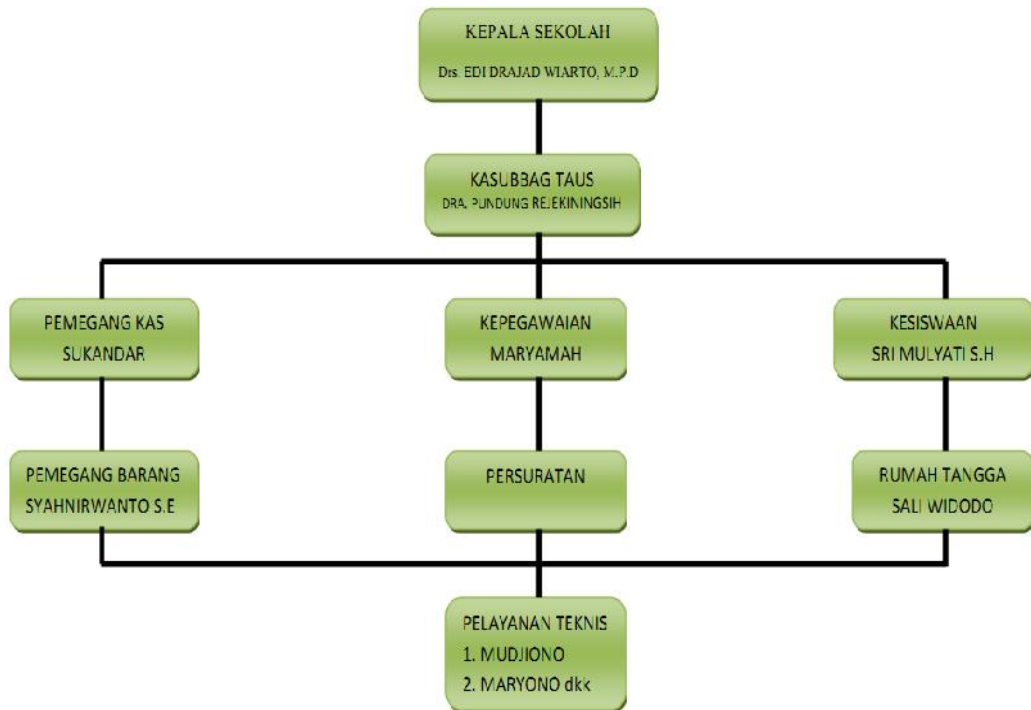 KEPALA SEKOLAH
Drs. EDI DRAJAD WIARTO, M.P.D
KASUBBAG TAUS
DRA. PUNDUNG REJEKININGSIH
PEMEGANG KAS
SUKANDAR
KEPEGAWAIAN
MARYAMAH
KESISWAAN
SRI MULYATI S.H
PEMEGANG BARANG
SYAHNIRWANTO S.E
PERSURATAN
RUMAH TANGGA
SALI WIDODO
PELAYANAN TEKNIS
1. MUDJIONO
2. MARYONO dkk